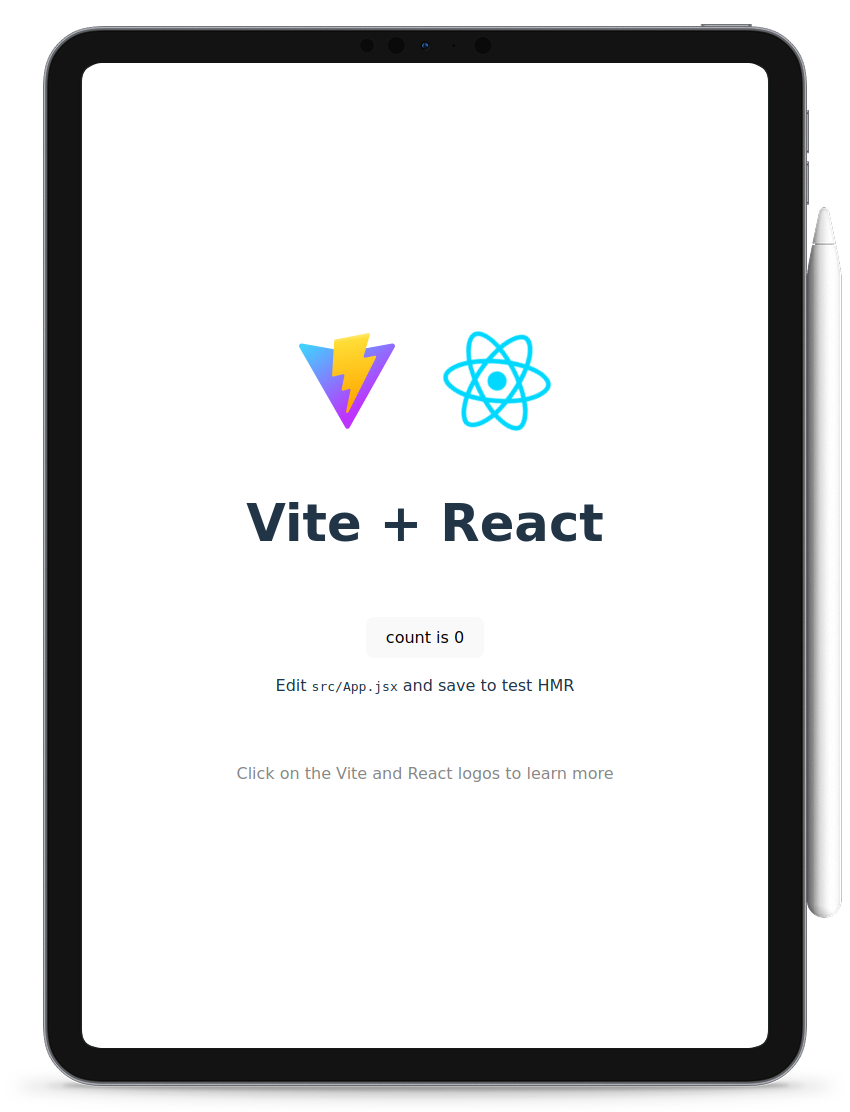 Vite + React
count is 0
Edit src/App.jsx and save to test HMR
Click on the Vite and React logos to learn more